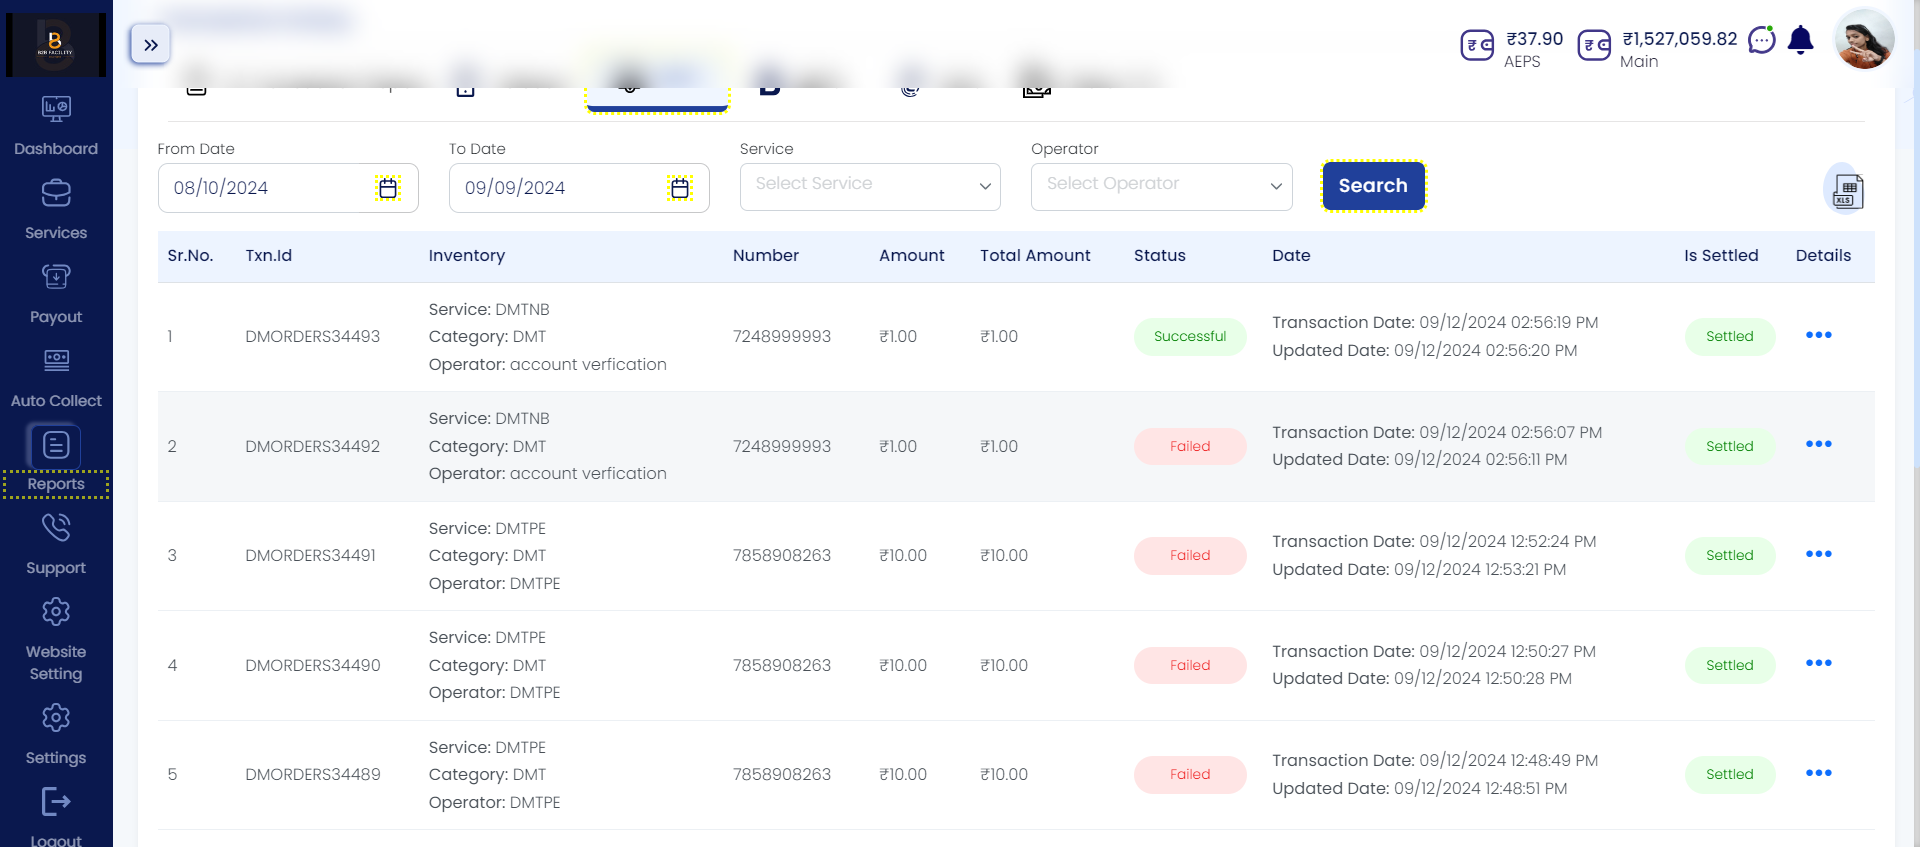 B2B FACILITY
₹37.90
AEPS
₹1,527,059.82
Main
Dashboard
Services
Payout
Auto Collect
Reports
Support
Website
Setting
Settings
Logout
From Date
To Date
Service
Operator
08/10/2024
09/09/2024
Select Service
Select Operator
Search
XLS
Sr.No. Txn.Id Inventory Number Amount Total Amount Status Date Is Settled Details
1 DMORDERS34493
Service: DMTNB
Category: DMT
Operator: account verfication
7248999993 ₹1.00 ₹1.00 Successful
Transaction Date: 09/12/2024 02:56:19 PM
Updated Date: 09/12/2024 02:56:20 PM
Settled
2 DMORDERS34492
Service: DMTNB
Category: DMT
Operator: account verfication
7248999993 ₹1.00 ₹1.00 Failed
Transaction Date: 09/12/2024 02:56:07 PM
Updated Date: 09/12/2024 02:56:11 PM
Settled
3 DMORDERS34491
Service: DMTPE
Category: DMT
Operator: DMTPE
7858908263 ₹10.00 ₹10.00 Failed
Transaction Date: 09/12/2024 12:52:24 PM
Updated Date: 09/12/2024 12:53:21 PM
Settled
4 DMORDERS34490
Service: DMTPE
Category: DMT
Operator: DMTPE
7858908263 ₹10.00 ₹10.00 Failed
Transaction Date: 09/12/2024 12:50:27 PM
Updated Date: 09/12/2024 12:50:28 PM
Settled
5 DMORDERS34489
Service: DMTPE
Category: DMT
Operator: DMTPE
7858908263 ₹10.00 ₹10.00 Failed
Transaction Date: 09/12/2024 12:48:49 PM
Updated Date: 09/12/2024 12:48:51 PM
Settled